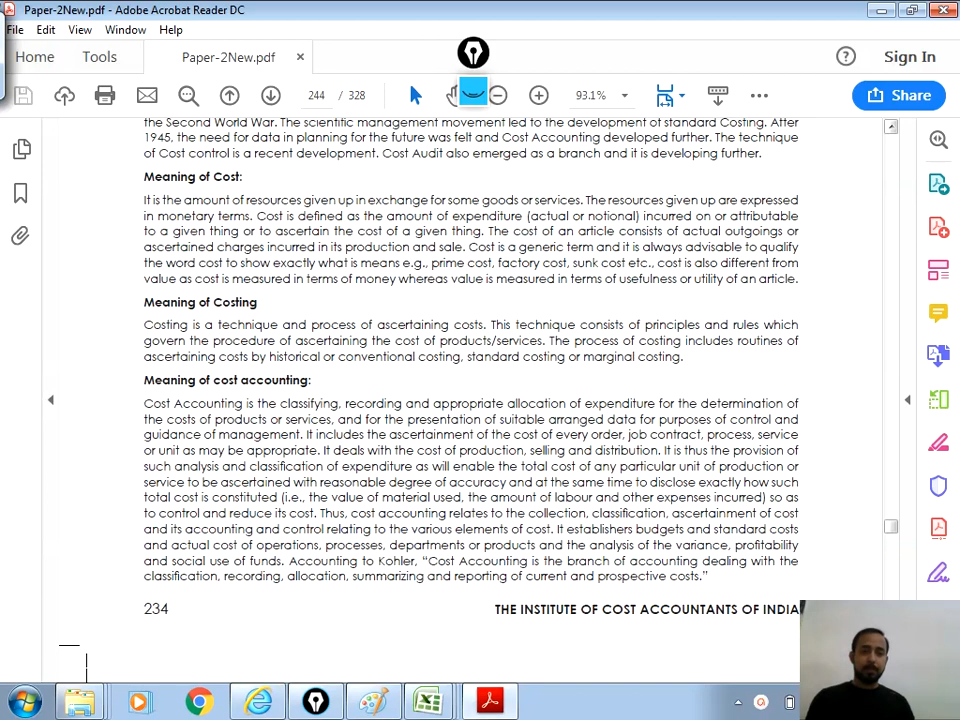 Paper-2New.pdf - Adobe Acrobat Reader DC
File Edit View Window Help
Home Tools Paper-2New.pdf × Sign In
244 / 328 93.1% Share
the Second World War. The scientific management movement led to the development of standard Costing. After
1945, the need for data in planning for the future was felt and Cost Accounting developed further. The technique
of Cost control is a recent development. Cost Audit also emerged as a branch and it is developing further.
Meaning of Cost:
It is the amount of resources given up in exchange for some goods or services. The resources given up are expressed
in monetary terms. Cost is defined as the amount of expenditure (actual or notional) incurred on or attributable
to a given thing or to ascertain the cost of a given thing. The cost of an article consists of actual outgoings or
ascertained charges incurred in its production and sale. Cost is a generic term and it is always advisable to qualify
the word cost to show exactly what is means e.g., prime cost, factory cost, sunk cost etc., cost is also different from
value as cost is measured in terms of money whereas value is measured in terms of usefulness or utility of an article.
Meaning of Costing
Costing is a technique and process of ascertaining costs. This technique consists of principles and rules which
govern the procedure of ascertaining the cost of products/services. The process of costing includes routines of
ascertaining costs by historical or conventional costing, standard costing or marginal costing.
Meaning of cost accounting:
Cost Accounting is the classifying, recording and appropriate allocation of expenditure for the determination of
the costs of products or services, and for the presentation of suitable arranged data for purposes of control and
guidance of management. It includes the ascertainment of the cost of every order, job contract, process, service
or unit as may be appropriate. It deals with the cost of production, selling and distribution. It is thus the provision of
such analysis and classification of expenditure as will enable the total cost of any particular unit of production or
service to be ascertained with reasonable degree of accuracy and at the same time to disclose exactly how such
total cost is constituted (i.e., the value of material used, the amount of labour and other expenses incurred) so as
to control and reduce its cost. Thus, cost accounting relates to the collection, classification, ascertainment of cost
and its accounting and control relating to the various elements of cost. It establishers budgets and standard costs
and actual cost of operations, processes, departments or products and the analysis of the variance, profitability
and social use of funds. Accounting to Kohler, “Cost Accounting is the branch of accounting dealing with the
classification, recording, allocation, summarizing and reporting of current and prospective costs.”
234 THE INSTITUTE OF COST ACCOUNTANTS OF INDIA